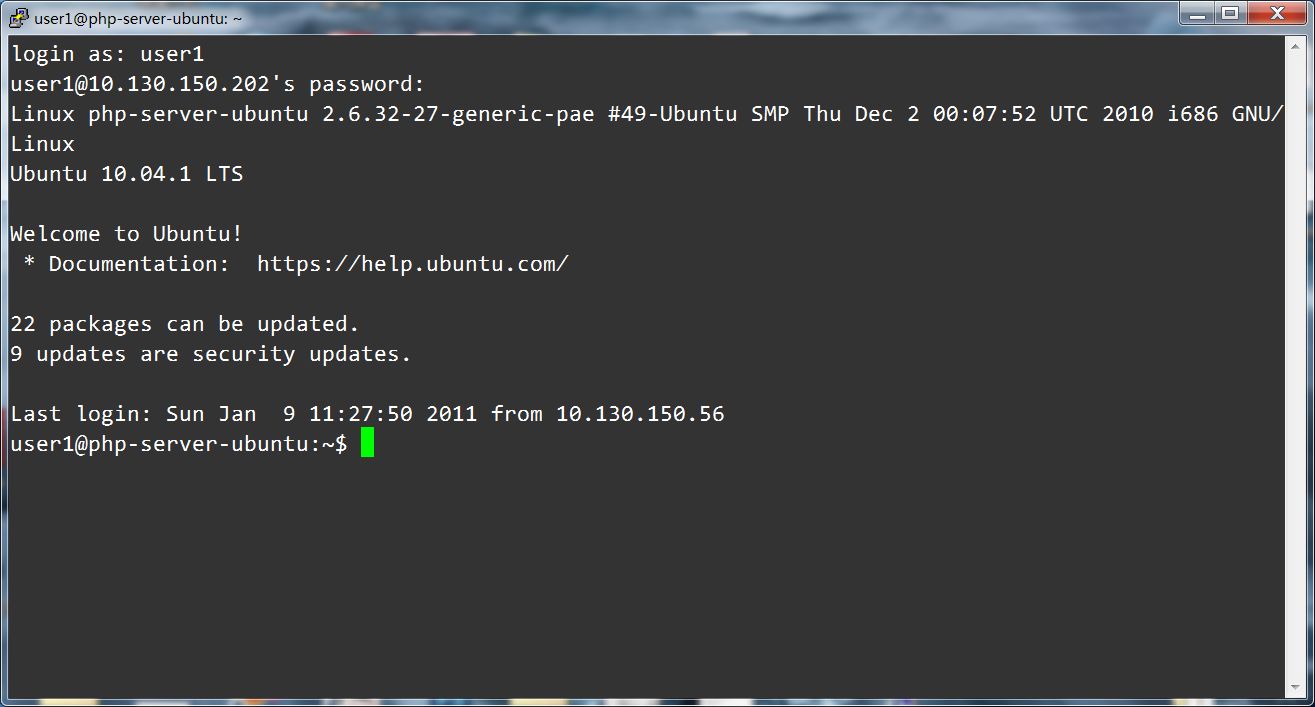 user1@php-server-ubuntu: ~
login as: user1
user1@10.130.150.202's password:
Linux php-server-ubuntu 2.6.32-27-generic-pae #49-Ubuntu SMP Thu Dec 2 00:07:52 UTC 2010 i686 GNU/
Linux
Ubuntu 10.04.1 LTS
Welcome to Ubuntu!
 * Documentation:  https://help.ubuntu.com/
22 packages can be updated.
9 updates are security updates.
Last login: Sun Jan  9 11:27:50 2011 from 10.130.150.56
user1@php-server-ubuntu:~$